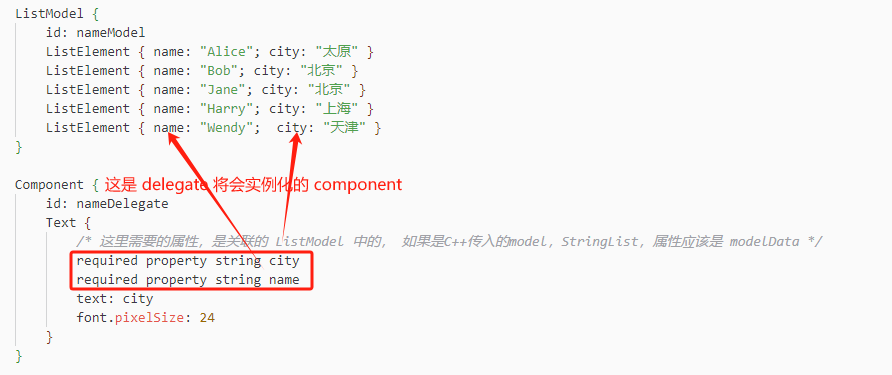 ListModel {
    id: nameModel
    ListElement { name: "Alice"; city: "太原" }
    ListElement { name: "Bob"; city: "北京" }
    ListElement { name: "Jane"; city: "北京" }
    ListElement { name: "Harry"; city: "上海" }
    ListElement { name: "Wendy";  city: "天津" }
}
Component { 这是 delegate 将会实例化的 component
    id: nameDelegate
    Text {
        /* 这里需要的属性，是关联的 ListModel 中的， 如果是C++传入的model，StringList，属性应该是 modelData */
        required property string city
        required property string name
        text: city
        font.pixelSize: 24
    }
}